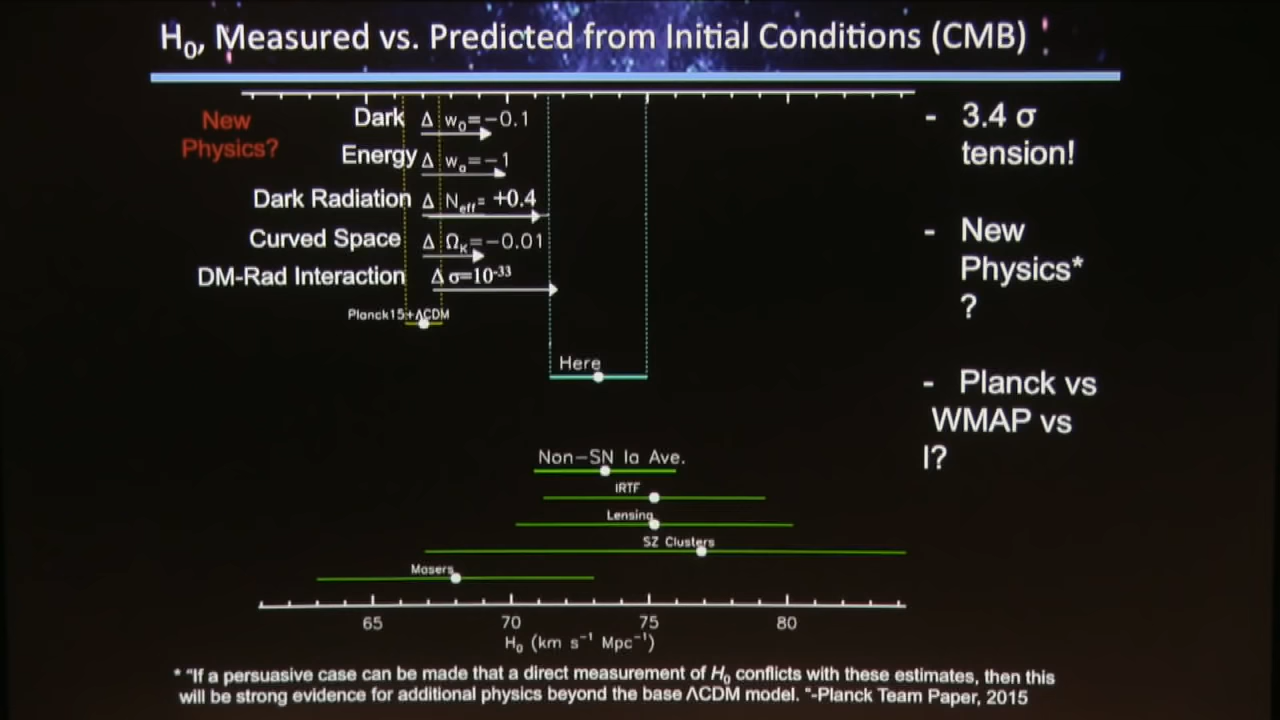 H₀, Measured vs. Predicted from Initial Conditions (CMB)
New
Physics?
Dark Δ w₀=−0.1
Energy Δ wₐ=−1
Dark Radiation Δ Neff= +0.4
Curved Space Δ Ωₖ=−0.01
DM-Rad Interaction Δ σ=10⁻³³
Planck15+ΛCDM
Here
Non−SN Ia Ave.
IRTF
Lensing
SZ Clusters
Masers
65 70 75 80
H₀ (km s⁻¹ Mpc⁻¹)
- 3.4 σ
tension!
- New
Physics*
?
- Planck vs
WMAP vs
l?
* "If a persuasive case can be made that a direct measurement of H₀ conflicts with these estimates, then this
will be strong evidence for additional physics beyond the base ΛCDM model. "-Planck Team Paper, 2015